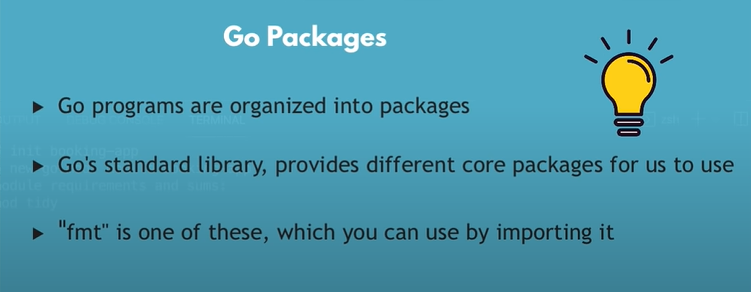 Go Packages
Go programs are organized into packages
Go's standard library, provides different core packages for us to use
"fmt" is one of these, which you can use by importing it